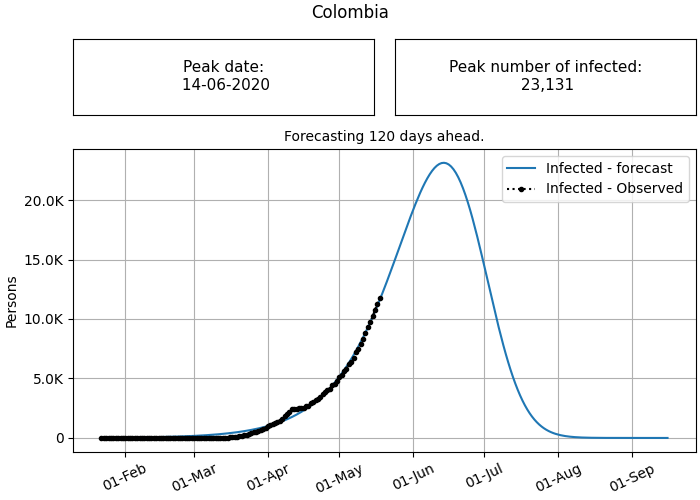 Colombia
Peak date:
14-06-2020
Peak number of infected:
23,131
Forecasting 120 days ahead.
Infected - forecast
Infected - Observed
Persons
20.0K
15.0K
10.0K
5.0K
0
01-Feb
01-Mar
01-Apr
01-May
01-Jun
01-Jul
01-Aug
01-Sep